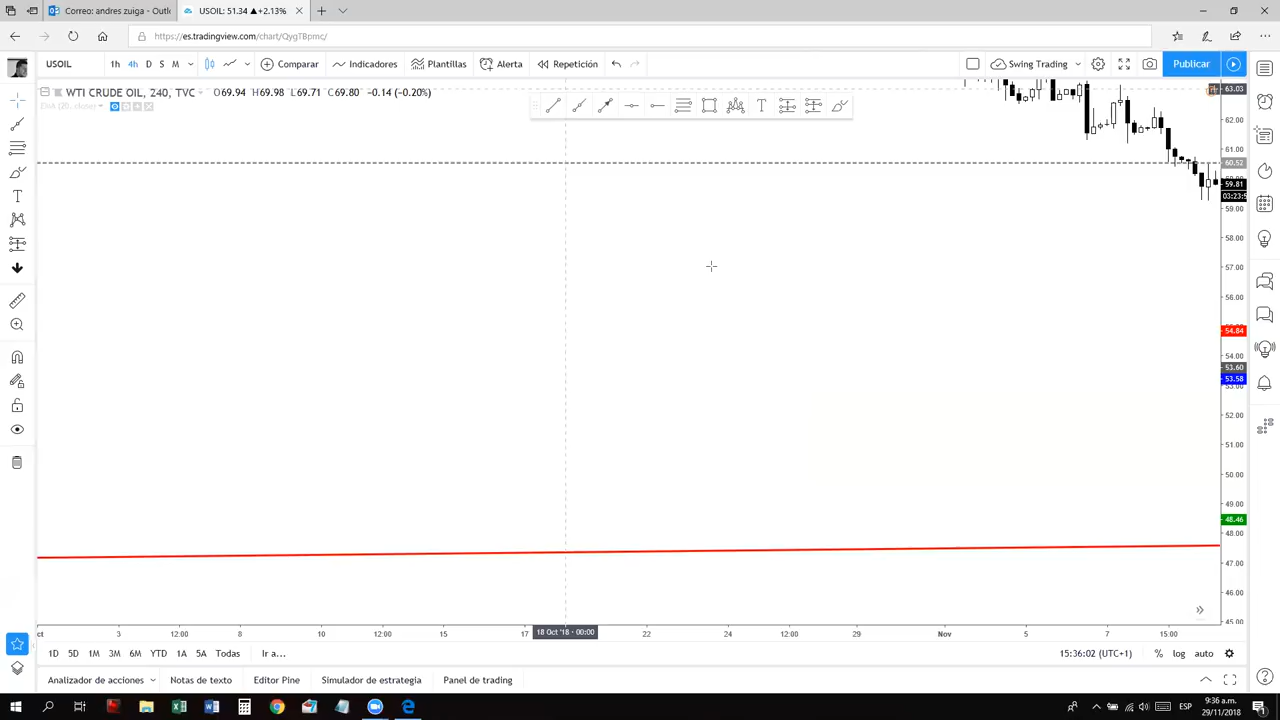 Correo: andres zuiga - Outl
USOIL: 51.34 ▲+2.13%
https://es.tradingview.com/chart/QygTBpmc/
USOIL
1h 4h D S M
Comparar
Indicadores
Plantillas
Alerta
Repetición
Swing Trading
Publicar
WTI CRUDE OIL, 240, TVC
O69.94 H69.98 L69.71 C69.80 −0.14 (−0.20%)
EMA (20, close)
63.03
62.00
61.00
60.52
59.81
03:23:5
59.00
58.00
57.00
56.00
54.84
54.00
53.60
53.58
52.00
51.00
50.00
49.00
48.46
48.00
47.00
46.00
45.00
ct 3 12:00 8 10 12:00 15 17 18 Oct '18 - 00:00 22 24 12:00 29 Nov 5 7 15:00
1D 5D 1M 3M 6M YTD 1A 5A Todas Ir a...
15:36:02 (UTC+1) % log auto
Analizador de acciones Notas de texto Editor Pine Simulador de estrategia Panel de trading
ESP
9:36 a.m.
29/11/2018